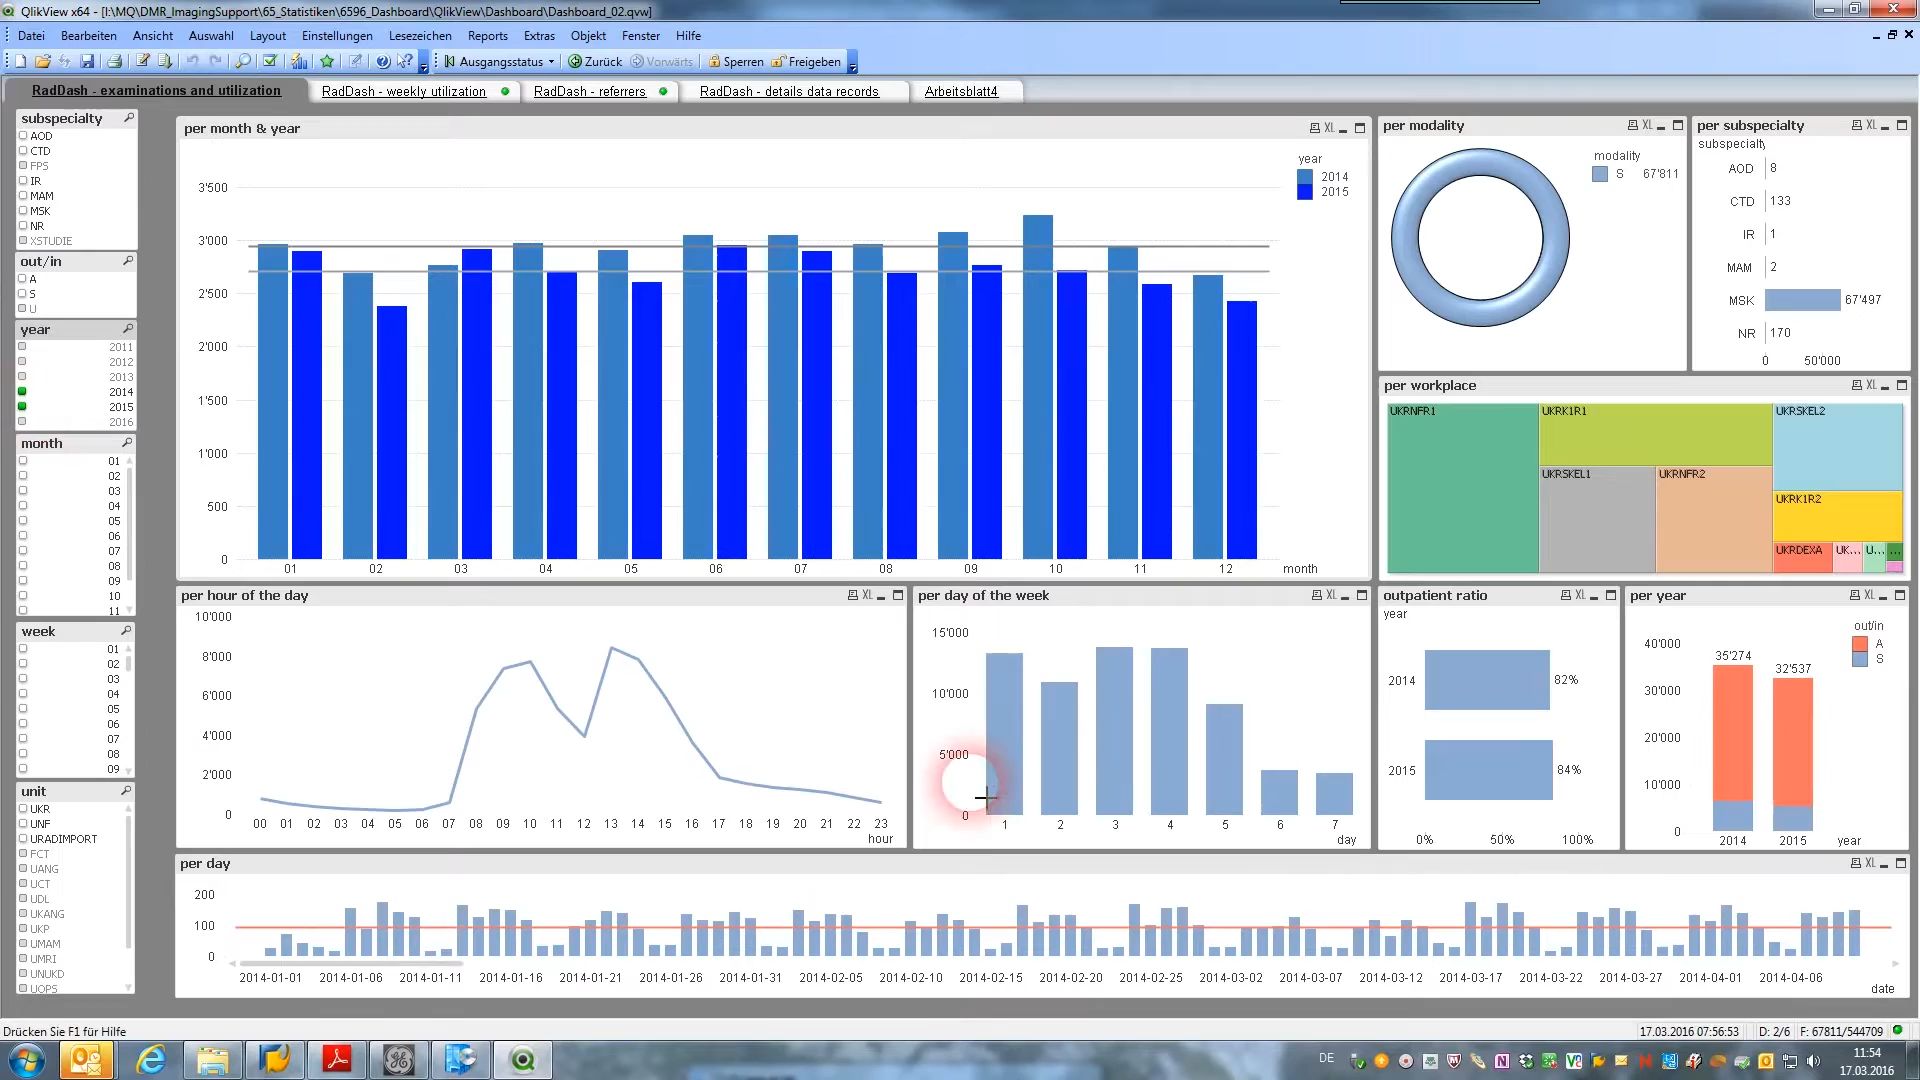 QlikView x64 - [I:\MQ\DMR_ImagingSupport\65_Statistiken\6596_Dashboard\QlikView\Dashboard\Dashboard_02.qvw]
Datei Bearbeiten Ansicht Auswahl Layout Einstellungen Lesezeichen Reports Extras Objekt Fenster Hilfe
Ausgangsstatus Zurück Vorwärts Sperren Freigeben
RadDash - examinations and utilization RadDash - weekly utilization RadDash - referrers RadDash - details data records Arbeitsblatt4
subspecialty
AOD
CTD
FPS
IR
MAM
MSK
NR
XSTUDIE
out/in
A
S
U
year
2011
2012
2013
2014
2015
2016
month
01
02
03
04
05
06
07
08
09
10
11
week
01
02
03
04
05
06
07
08
09
unit
UKR
UNF
URADIMPORT
FCT
UANG
UCT
UDL
UKANG
UKP
UMAM
UMRI
UNUKD
UOPS
per month & year XL
year
2014
2015
3'500
3'000
2'500
2'000
1'500
1'000
500
0
01 02 03 04 05 06 07 08 09 10 11 12 month
per modality XL
modality
S 67'811
per subspecialty XL
subspecialty
AOD 8
CTD 133
IR 1
MAM 2
MSK 67'497
NR 170
0 50'000
per workplace XL
UKRNFR1 UKRK1R1 UKRSKEL2
UKRSKEL1 UKRNFR2
UKRK1R2
UKRDEXA UK... U... ...
per hour of the day XL
10'000
8'000
6'000
4'000
2'000
0
00 01 02 03 04 05 06 07 08 09 10 11 12 13 14 15 16 17 18 19 20 21 22 23
hour
per day of the week XL
15'000
10'000
5'000
0
1 2 3 4 5 6 7
day
outpatient ratio XL
year
2014 82%
2015 84%
0% 50% 100%
per year XL
out/in
A
S
40'000
30'000
20'000
10'000
0
35'274 32'537
2014 2015 year
per day XL
200
100
0
2014-01-01 2014-01-06 2014-01-11 2014-01-16 2014-01-21 2014-01-26 2014-01-31 2014-02-05 2014-02-10 2014-02-15 2014-02-20 2014-02-25 2014-03-02 2014-03-07 2014-03-12 2014-03-17 2014-03-22 2014-03-27 2014-04-01 2014-04-06
date
Drücken Sie F1 für Hilfe 17.03.2016 07:56:53 D: 2/6 F: 67811/544709
DE 11:54
17.03.2016